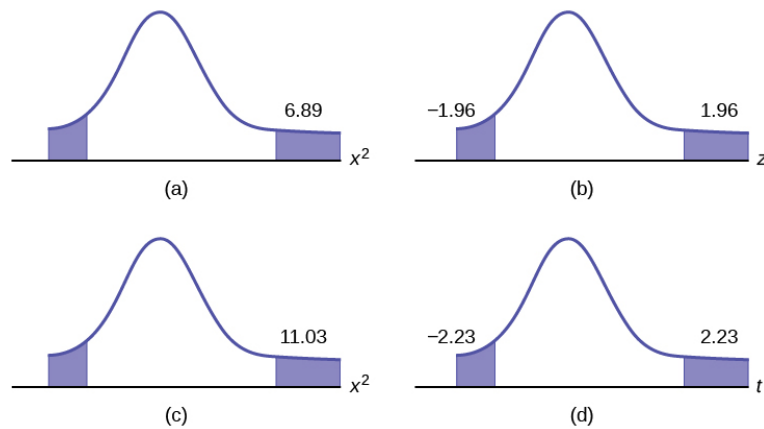 6.89
x²
(a)
−1.96 1.96
z
(b)
11.03
x²
(c)
−2.23 2.23
t
(d)